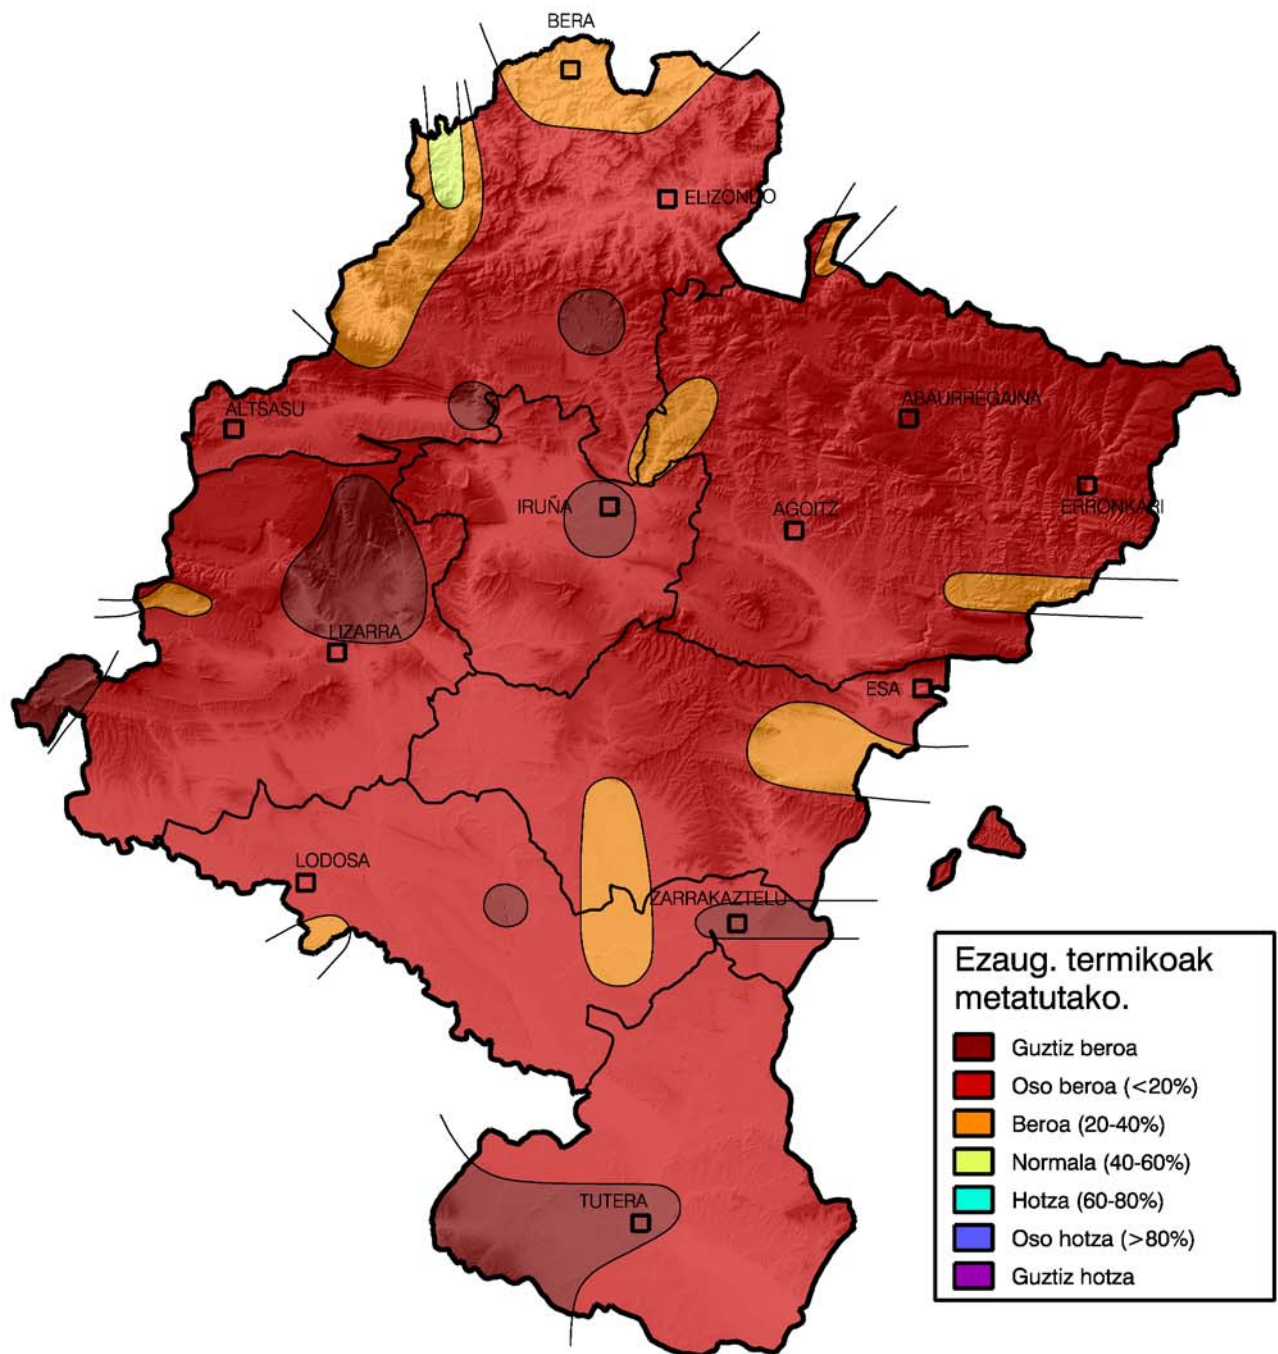 BERA
ELIZONDO
ALTSASU
ABAURREGAINA
IRUÑA
AGOITZ
ERRONKARI
LIZARRA
ESA
LODOSA
ZARRAKAZTELU
TUTERA
Ezaug. termikoak
metatutako.
Guztiz beroa
Oso beroa (<20%)
Beroa (20-40%)
Normala (40-60%)
Hotza (60-80%)
Oso hotza (>80%)
Guztiz hotza